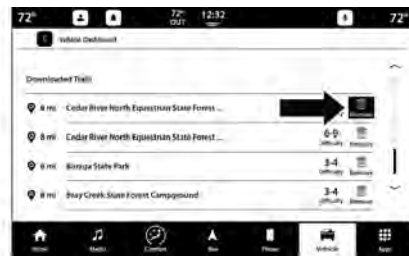 72° 72° OUT 12:32 72°
Vehicle Dashboard
Downloaded Trails
8 mi Cedar River North Equestrian State Forest ... Remove
8 mi Cedar River North Equestrian State Forest ... 6-9 Difficulty Remove
8 mi Baraga State Park 3-4 Difficulty Remove
8 mi Bray Creek State Forest Campground 3-4 Difficulty Remove
Home Media Comfort Nav Phone Vehicle Apps